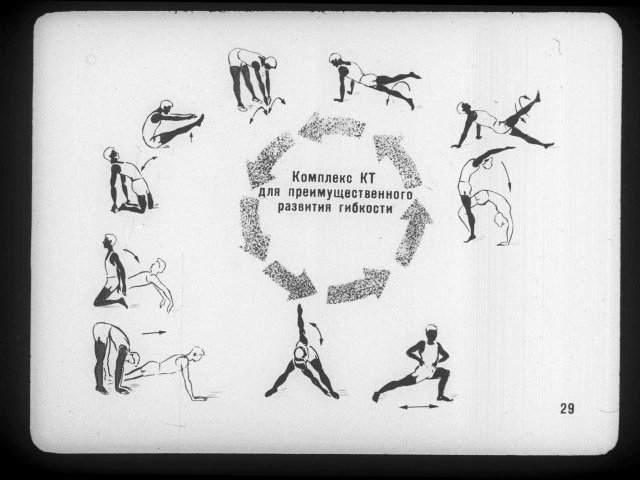 Комплекс КТ
для преимущественного
развития гибкости
29